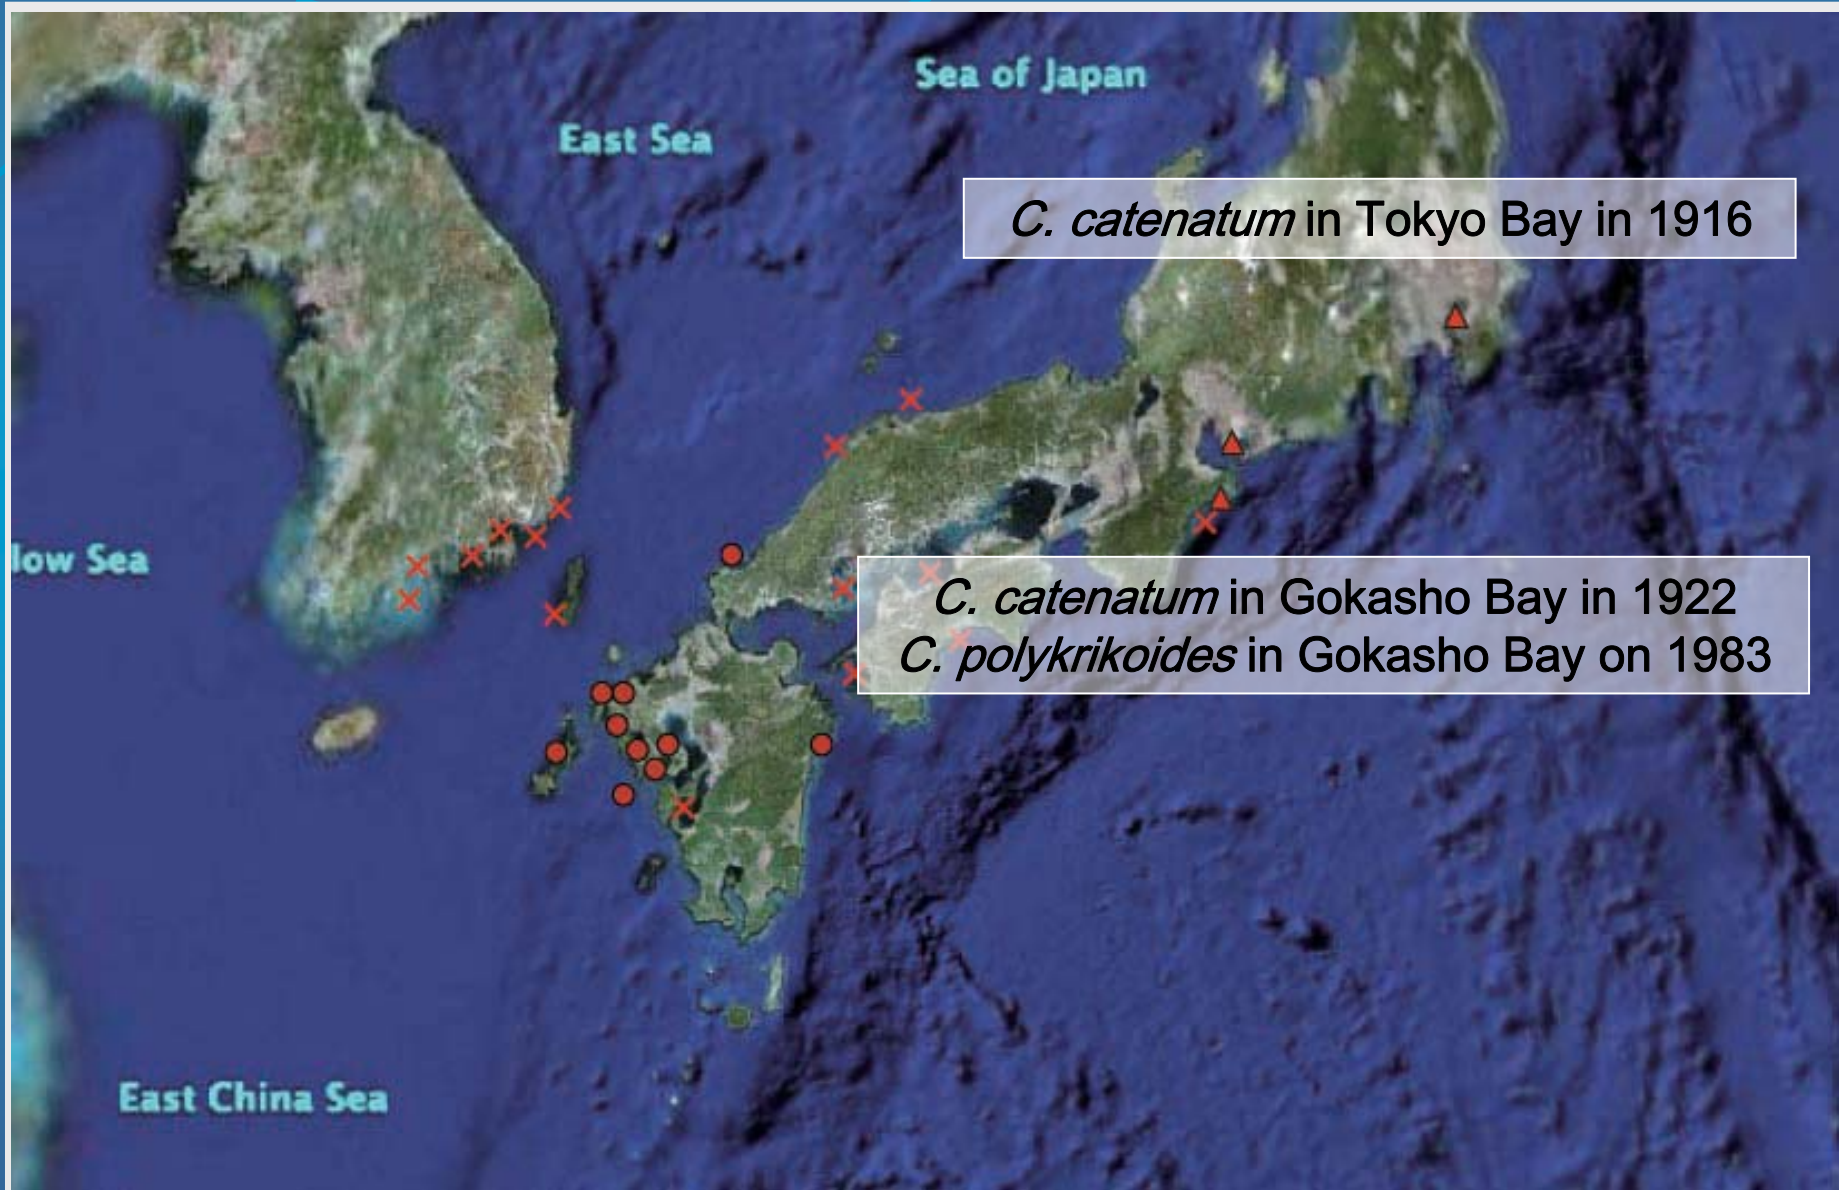 Sea of Japan
East Sea
C. catenatum in Tokyo Bay in 1916
low Sea
C. catenatum in Gokasho Bay in 1922
C. polykrikoides in Gokasho Bay on 1983
East China Sea